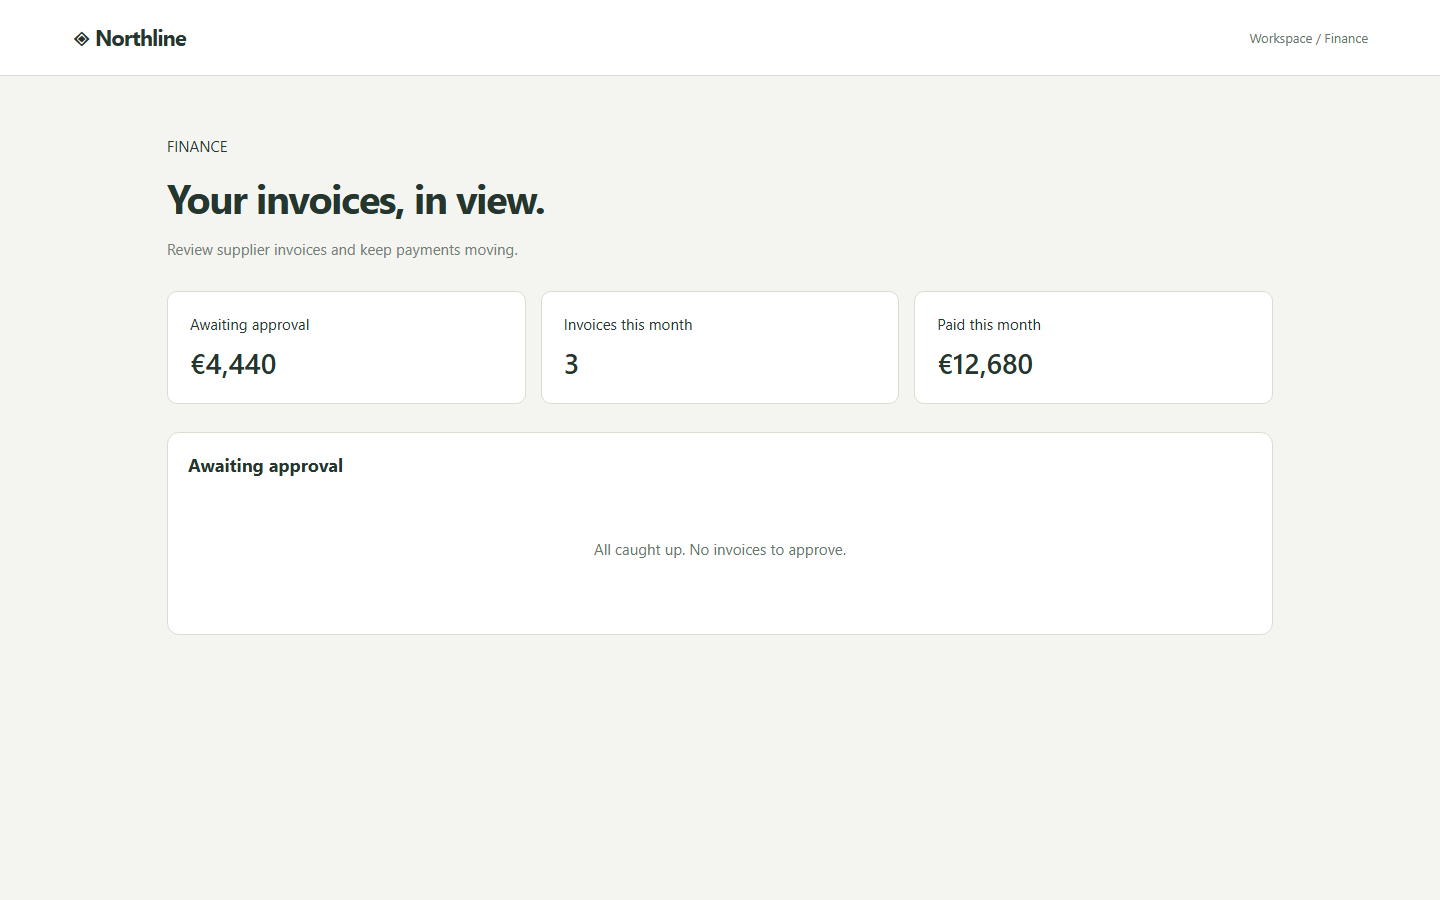 Northline
Workspace / Finance
FINANCE
Your invoices, in view.
Review supplier invoices and keep payments moving.
Awaiting approval
€4,440
Invoices this month
3
Paid this month
€12,680
Awaiting approval
All caught up. No invoices to approve.